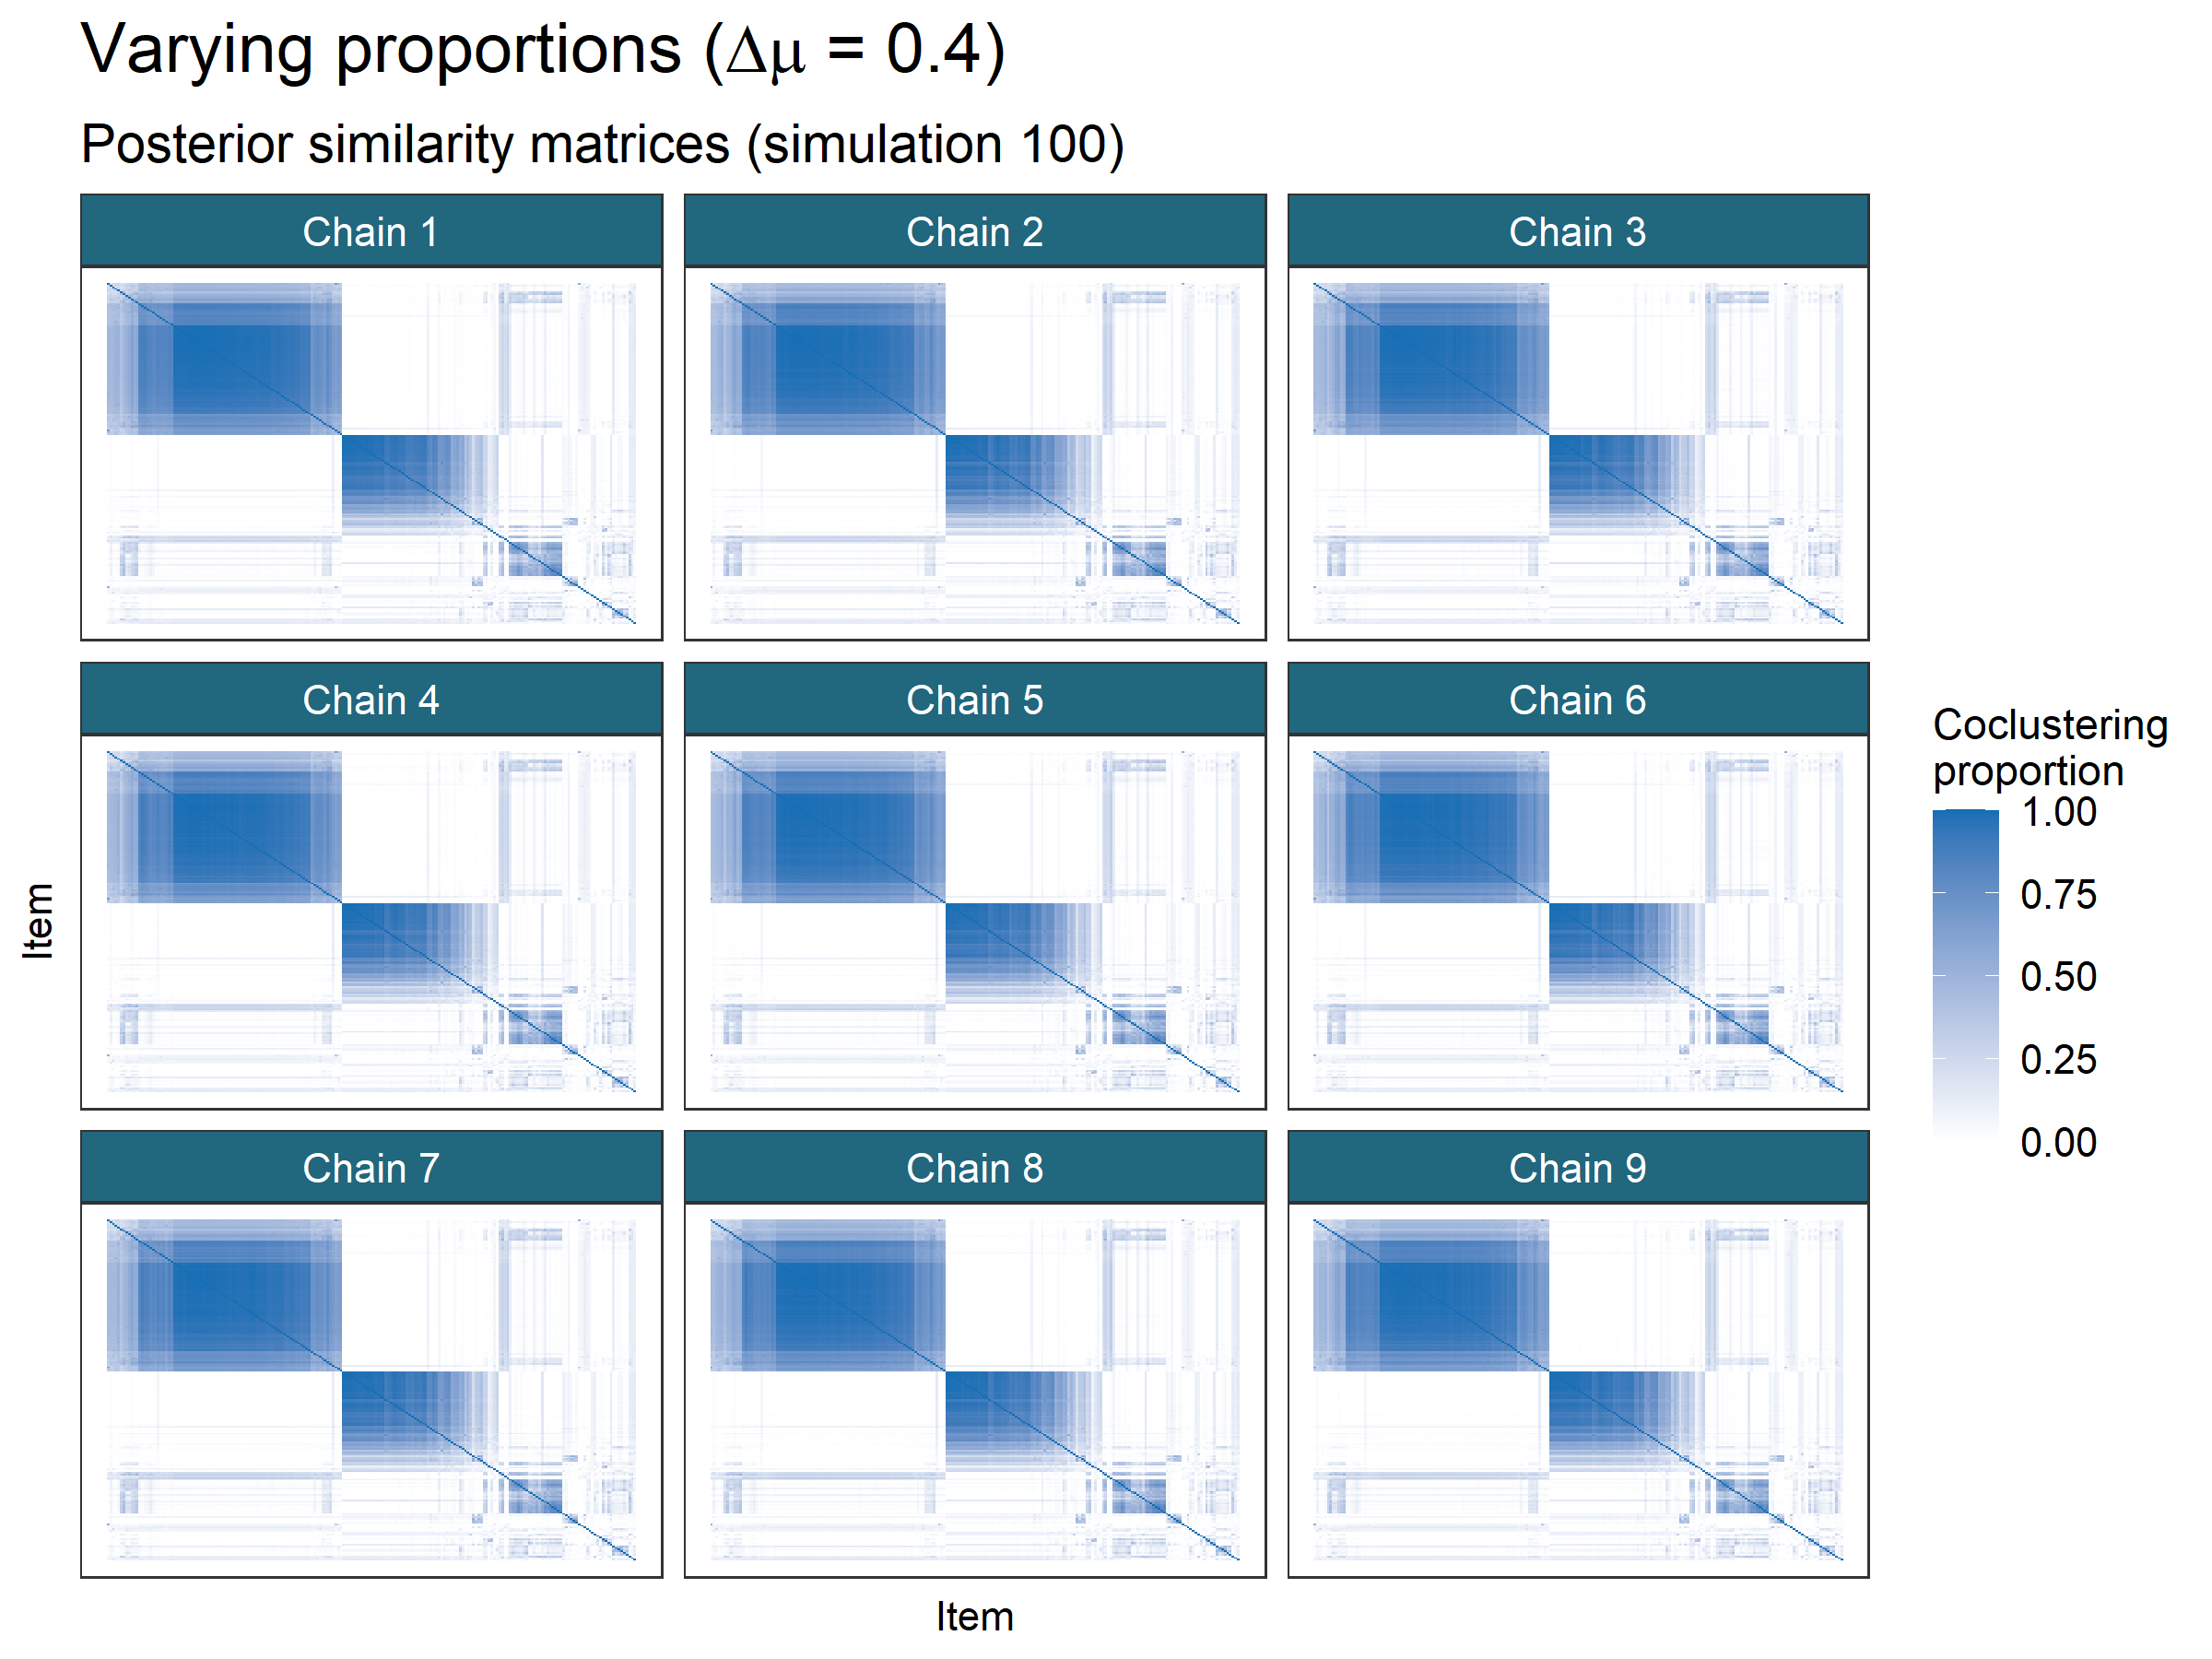 Varying proportions (Δμ = 0.4)
Posterior similarity matrices (simulation 100)
Chain 1
Chain 2
Chain 3
Chain 4
Chain 5
Chain 6
Chain 7
Chain 8
Chain 9
Item
Item
Coclustering
proportion
1.00
0.75
0.50
0.25
0.00